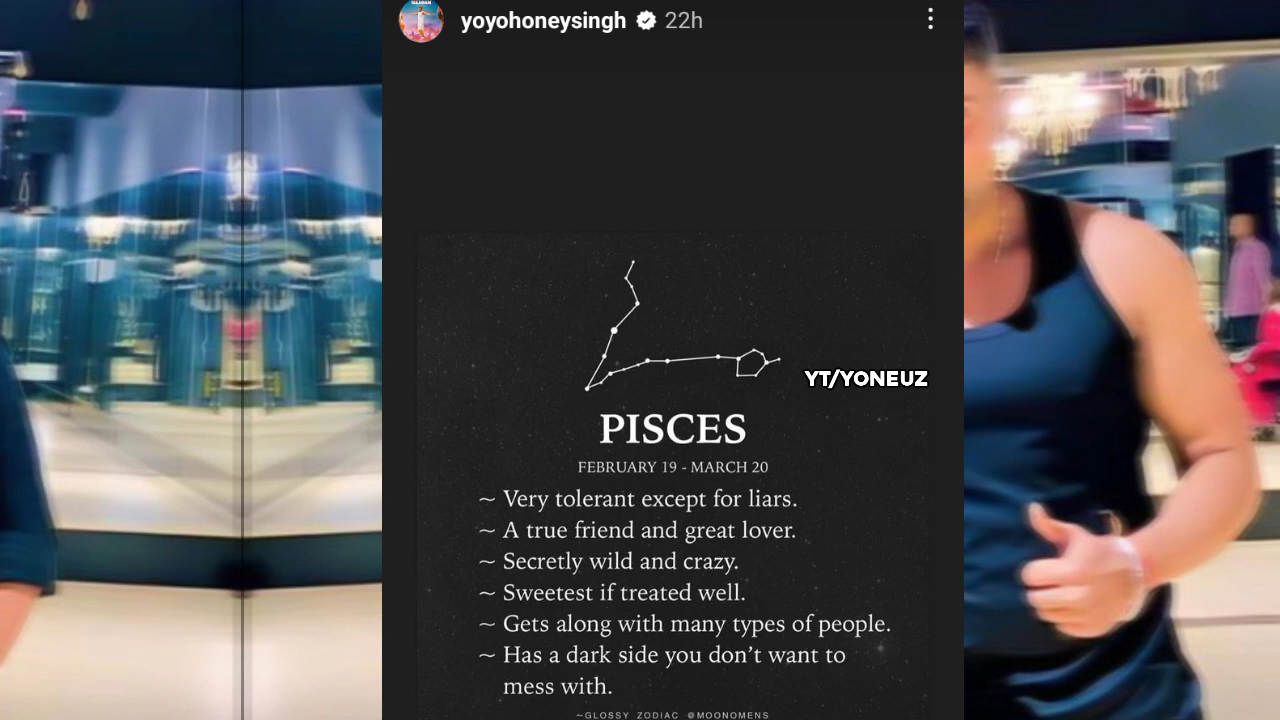 yoyohoneysingh 22h
YT/YONEUZ
PISCES
FEBRUARY 19 - MARCH 20
~ Very tolerant except for liars.
~ A true friend and great lover.
~ Secretly wild and crazy.
~ Sweetest if treated well.
~ Gets along with many types of people.
~ Has a dark side you don’t want to
mess with.
~GLOSSY ZODIAC @MOONOMENS